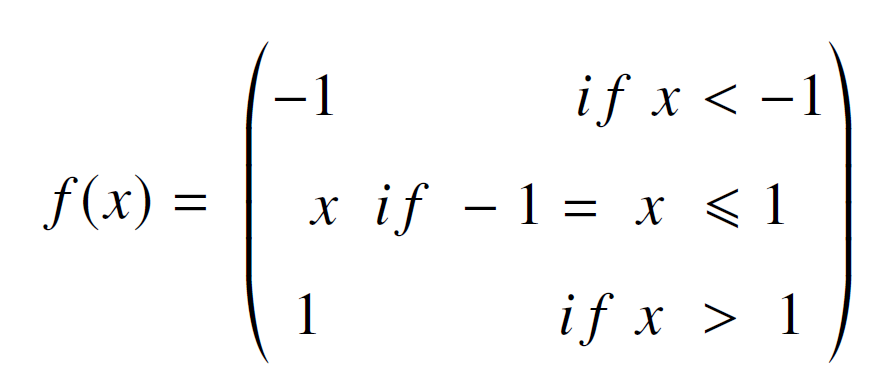 −1 if x < −1
f(x) = x if − 1 = x ⩽ 1
1 if x > 1